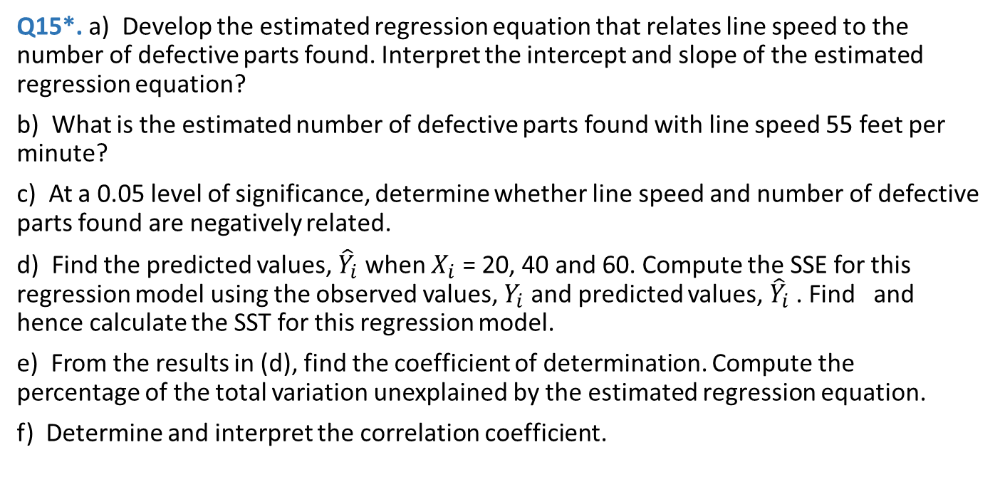 Q15*. a) Develop the estimated regression equation that relates line speed to the
number of defective parts found. Interpret the intercept and slope of the estimated
regression equation?
b) What is the estimated number of defective parts found with line speed 55 feet per
minute?
c) At a 0.05 level of significance, determine whether line speed and number of defective
parts found are negatively related.
d) Find the predicted values, Ŷᵢ when Xᵢ = 20, 40 and 60. Compute the SSE for this
regression model using the observed values, Yᵢ and predicted values, Ŷᵢ . Find and
hence calculate the SST for this regression model.
e) From the results in (d), find the coefficient of determination. Compute the
percentage of the total variation unexplained by the estimated regression equation.
f) Determine and interpret the correlation coefficient.